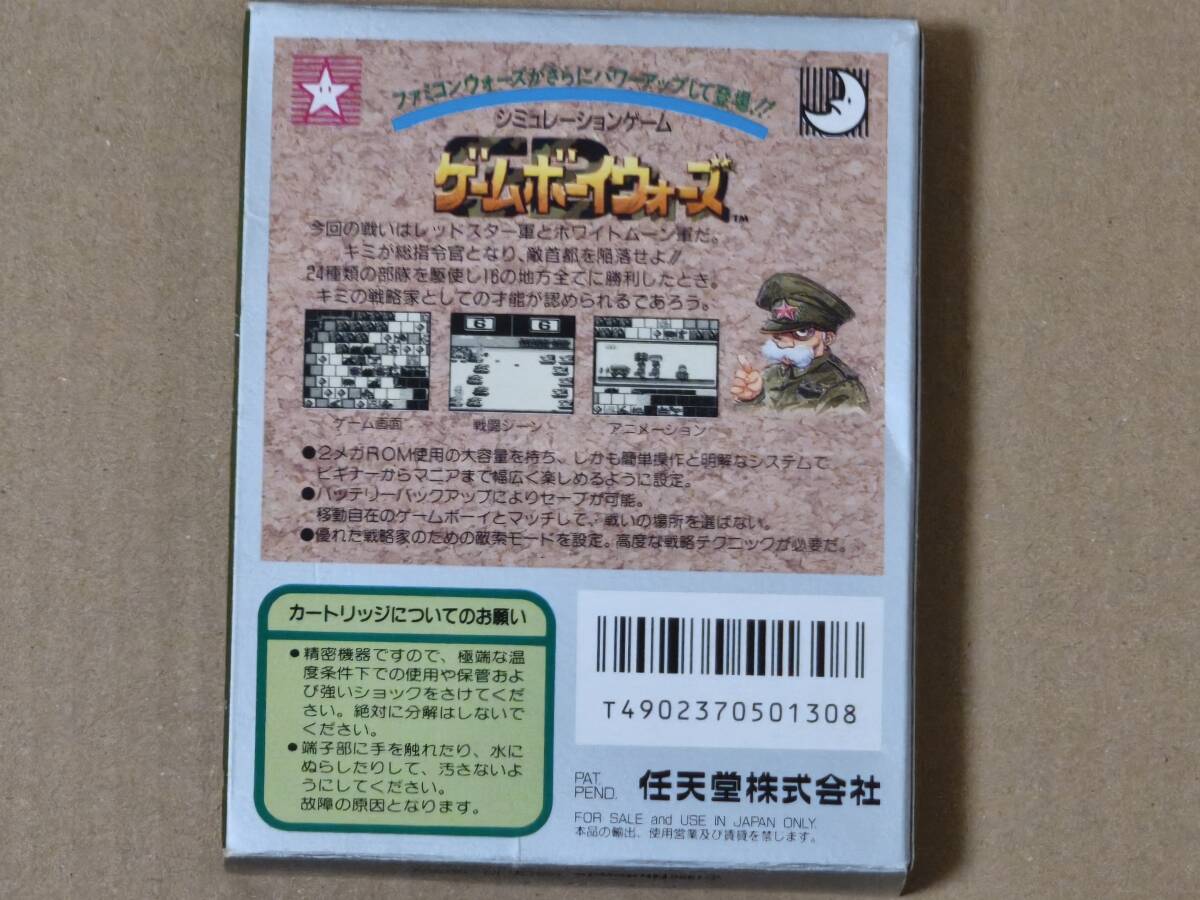 ファミコンウォーズがさらにパワーアップして登場!!
シミュレーションゲーム
ゲームボーイウォーズ™
今回の戦いはレッドスター軍とホワイトムーン軍だ。
キミが総指令官となり、敵首都を陥落せよ!!
24種類の部隊を駆使し16の地方全てに勝利したとき。
キミの戦略家としての才能が認められるであろう。
6 6
ゲーム画面 戦闘シーン アニメーション
●2メガROM使用の大容量を持ち、しかも簡単操作と明解なシステムで
ビギナーからマニアまで幅広く楽しめるように設定。
●バッテリーバックアップによりセーブが可能。
移動自在のゲームボーイとマッチして、戦いの場所を選ばない。
●優れた戦略家のための敵索モードを設定。高度な戦略テクニックが必要だ。
カートリッジについてのお願い
●精密機器ですので、極端な温
度条件下での使用や保管およ
び強いショックをさけてくだ
さい。絶対に分解はしないで
ください。
●端子部に手を触れたり、水に
ぬらしたりして、汚さないよ
うにしてください。
故障の原因となります。
T4902370501308
PAT.
PEND.
任天堂株式会社
FOR SALE and USE IN JAPAN ONLY.
本品の輸出、使用営業及び賃貸を禁じます。